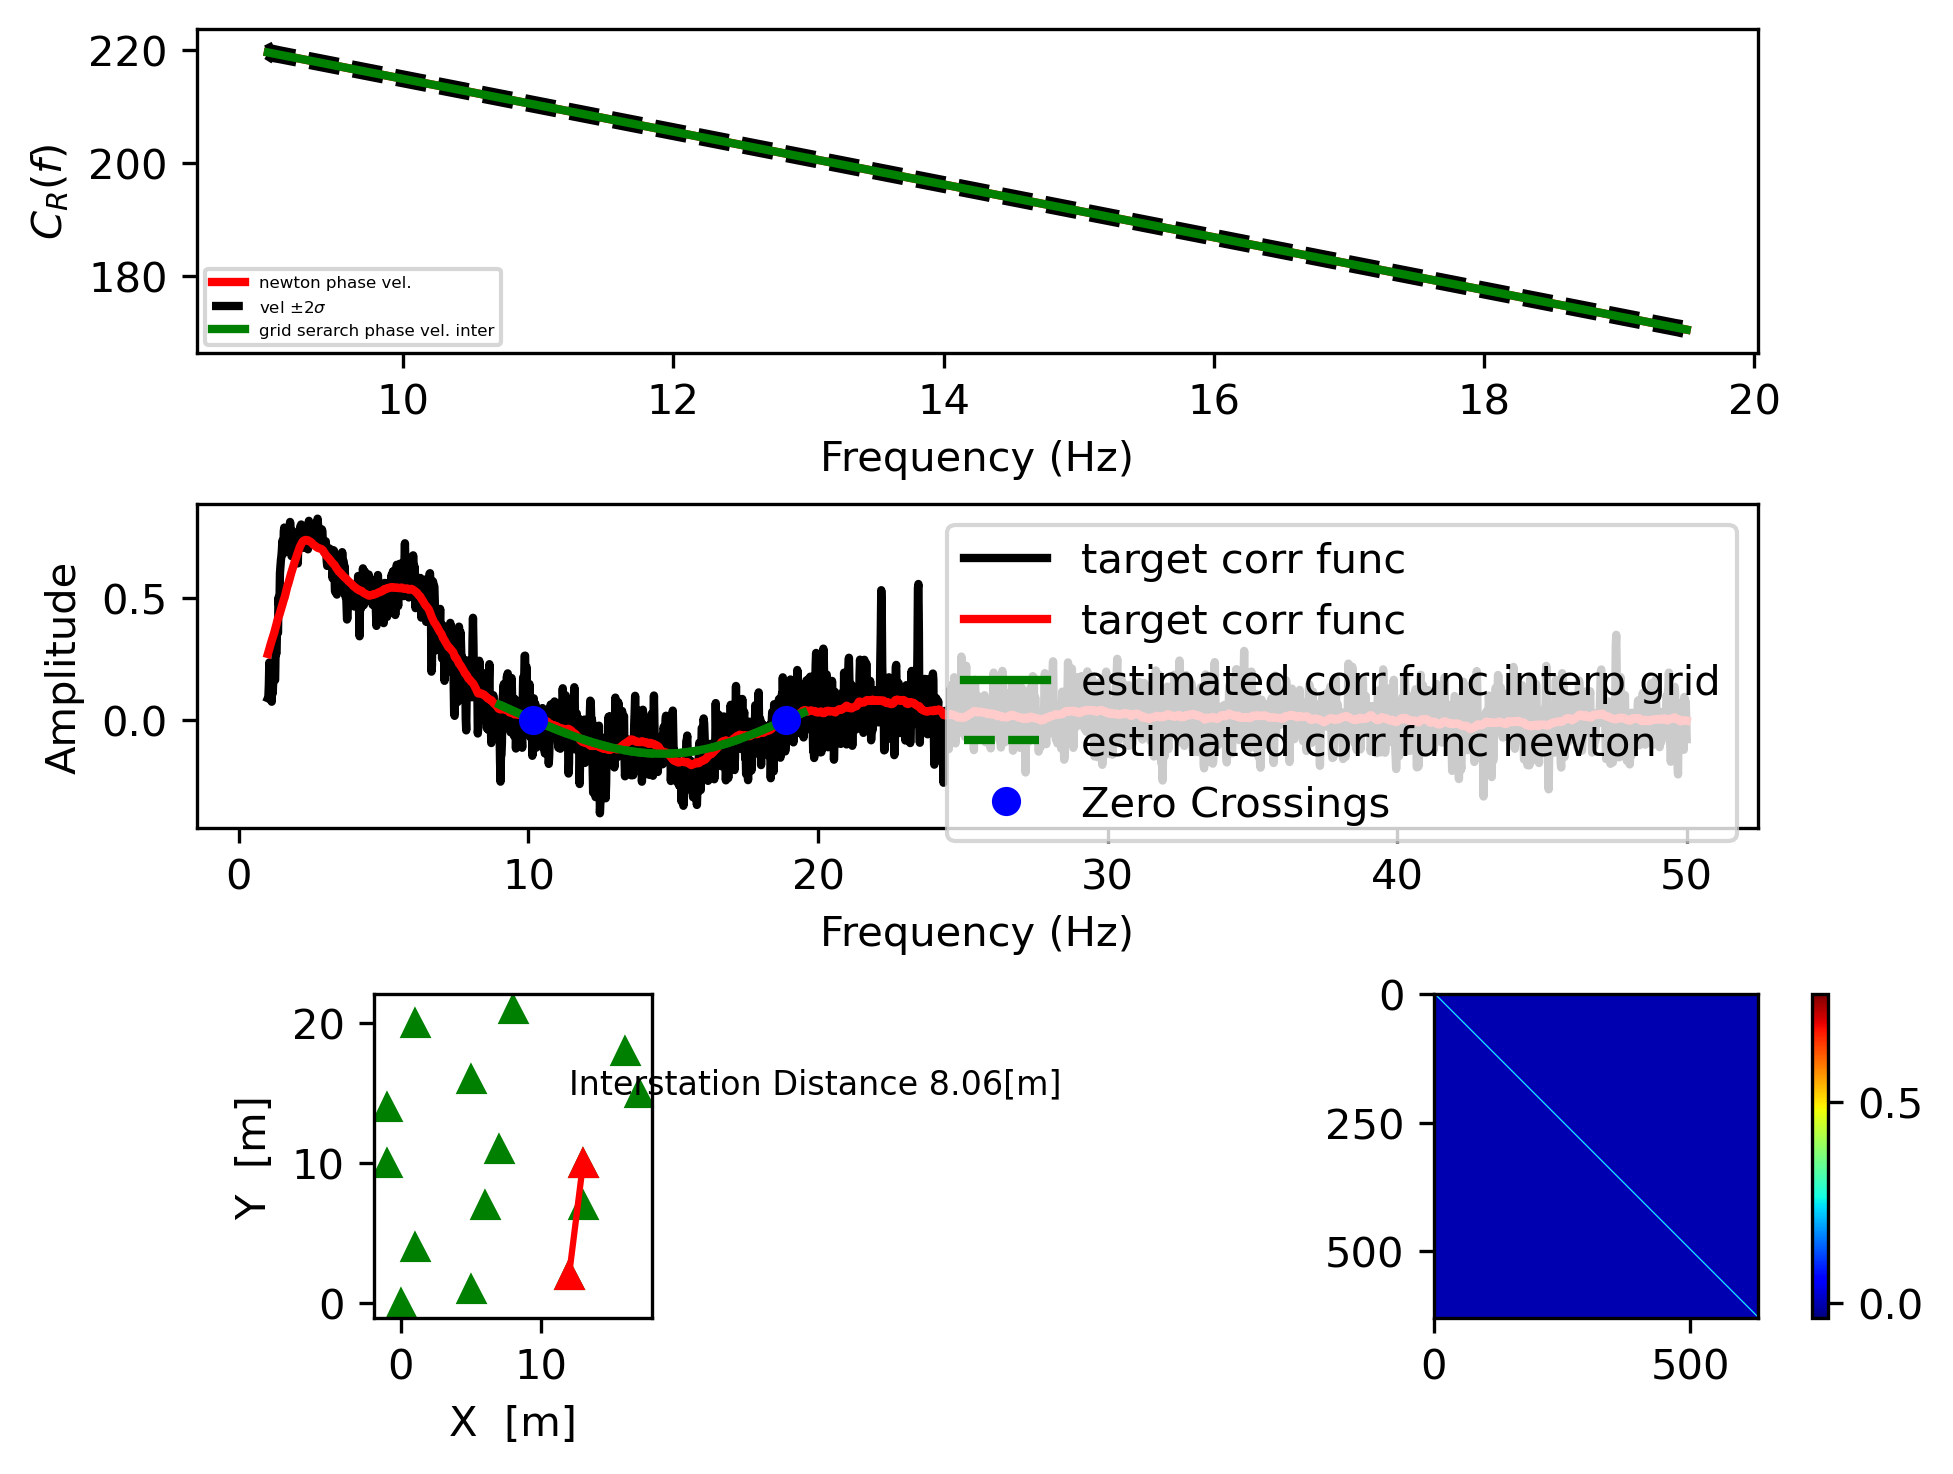 220
200
180
C_R(f)
newton phase vel.
vel ±2σ
grid serarch phase vel. inter
10 12 14 16 18 20
Frequency (Hz)
0.5
0.0
Amplitude
target corr func
target corr func
estimated corr func interp grid
estimated corr func newton
Zero Crossings
0 10 20 30 40 50
Frequency (Hz)
20
10
0
Y [m]
Interstation Distance 8.06[m]
0 10
X [m]
0
250
500
0 500
0.5
0.0